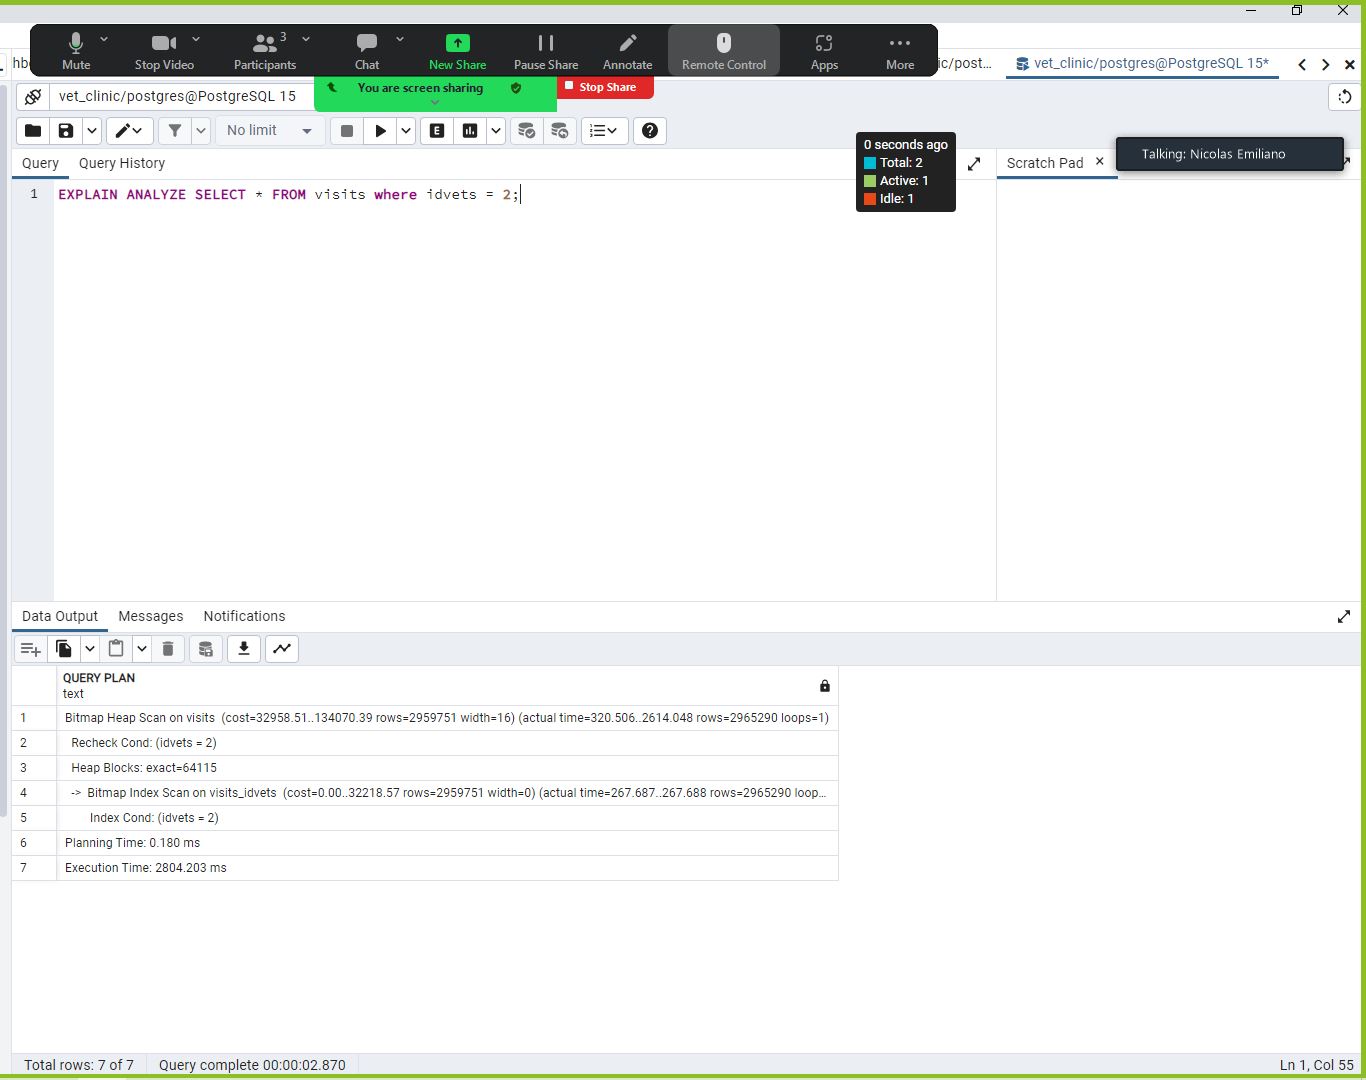 Mute
Stop Video
Participants
3
Chat
New Share
Pause Share
Annotate
Remote Control
Apps
More
You are screen sharing
Stop Share
hb
ic/post...
vet_clinic/postgres@PostgreSQL 15*
vet_clinic/postgres@PostgreSQL 15
No limit
E
Query
Query History
0 seconds ago
Total: 2
Active: 1
Idle: 1
Scratch Pad
Talking: Nicolas Emiliano
1
EXPLAIN ANALYZE SELECT * FROM visits where idvets = 2;
Data Output
Messages
Notifications
QUERY PLAN
text
1 Bitmap Heap Scan on visits (cost=32958.51..134070.39 rows=2959751 width=16) (actual time=320.506..2614.048 rows=2965290 loops=1)
2 Recheck Cond: (idvets = 2)
3 Heap Blocks: exact=64115
4 -> Bitmap Index Scan on visits_idvets (cost=0.00..32218.57 rows=2959751 width=0) (actual time=267.687..267.688 rows=2965290 loop...
5 Index Cond: (idvets = 2)
6 Planning Time: 0.180 ms
7 Execution Time: 2804.203 ms
Total rows: 7 of 7
Query complete 00:00:02.870
Ln 1, Col 55